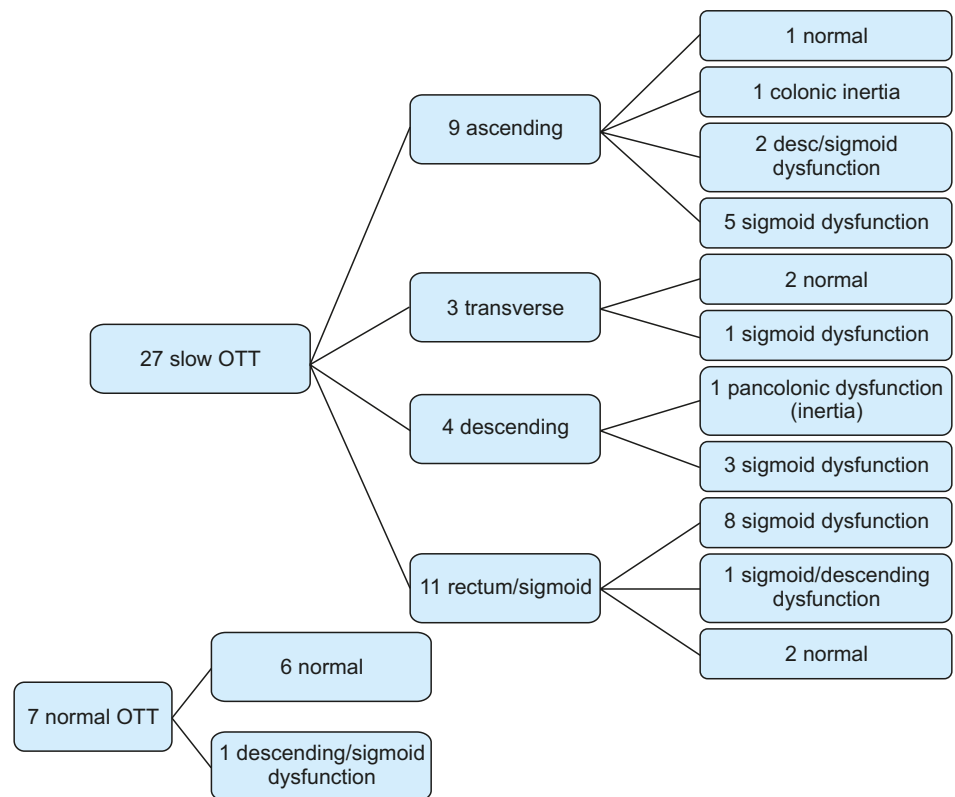 27 slow OTT
9 ascending
1 normal
1 colonic inertia
2 desc/sigmoid
dysfunction
5 sigmoid dysfunction
3 transverse
2 normal
1 sigmoid dysfunction
4 descending
1 pancolonic dysfunction
(inertia)
3 sigmoid dysfunction
11 rectum/sigmoid
8 sigmoid dysfunction
1 sigmoid/descending
dysfunction
2 normal
7 normal OTT
6 normal
1 descending/sigmoid
dysfunction